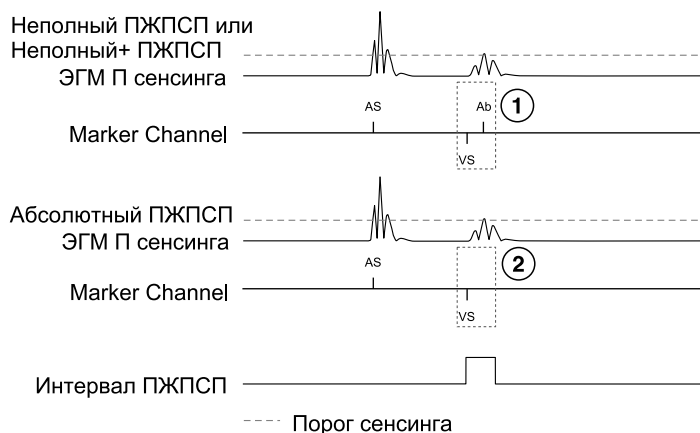 Неполный ПЖПСП или
Неполный+ ПЖПСП
ЭГМ П сенсинга
AS
Ab
1
Marker Channel
VS
Абсолютный ПЖПСП
ЭГМ П сенсинга
AS
2
Marker Channel
VS
Интервал ПЖПСП
Порог сенсинга